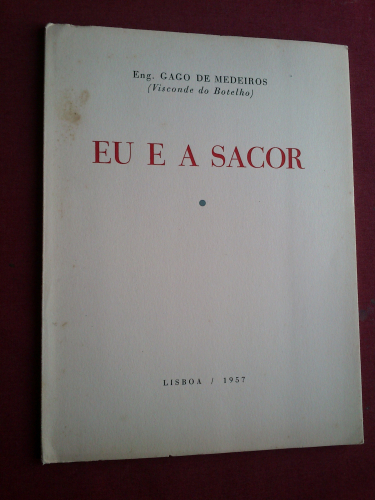 Eng. GAGO DE MEDEIROS
(Visconde do Botelho)
EU E A SACOR
LISBOA / 1957